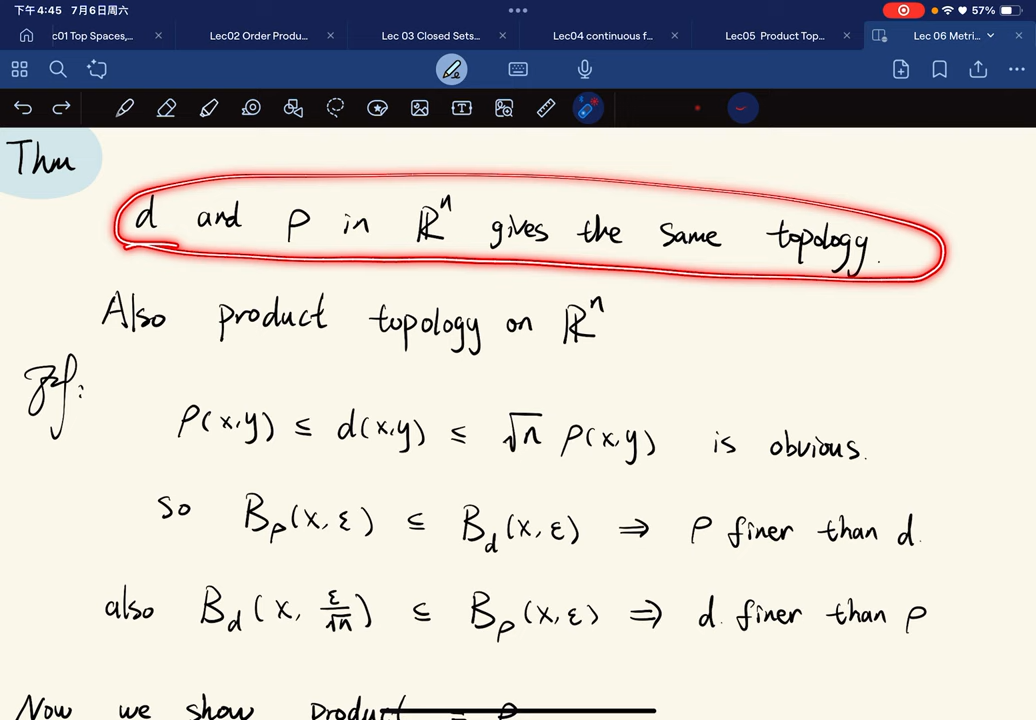 下午4:45 7月6日周六
57%
c01 Top Spaces,... Lec02 Order Produ... Lec 03 Closed Sets... Lec04 continuous f... Lec05 Product Top... Lec 06 Metri...
Thm
d and ρ in ℝⁿ gives the same topology.
Also product topology on ℝⁿ
Pf:
ρ(x,y) ≤ d(x,y) ≤ √n ρ(x,y) is obvious.
so B_ρ(x, ε) ⊆ B_d(x, ε) ⇒ ρ finer than d.
also B_d(x, ε/√n) ⊆ B_ρ(x, ε) ⇒ d. finer than ρ
Now we show product = ρ